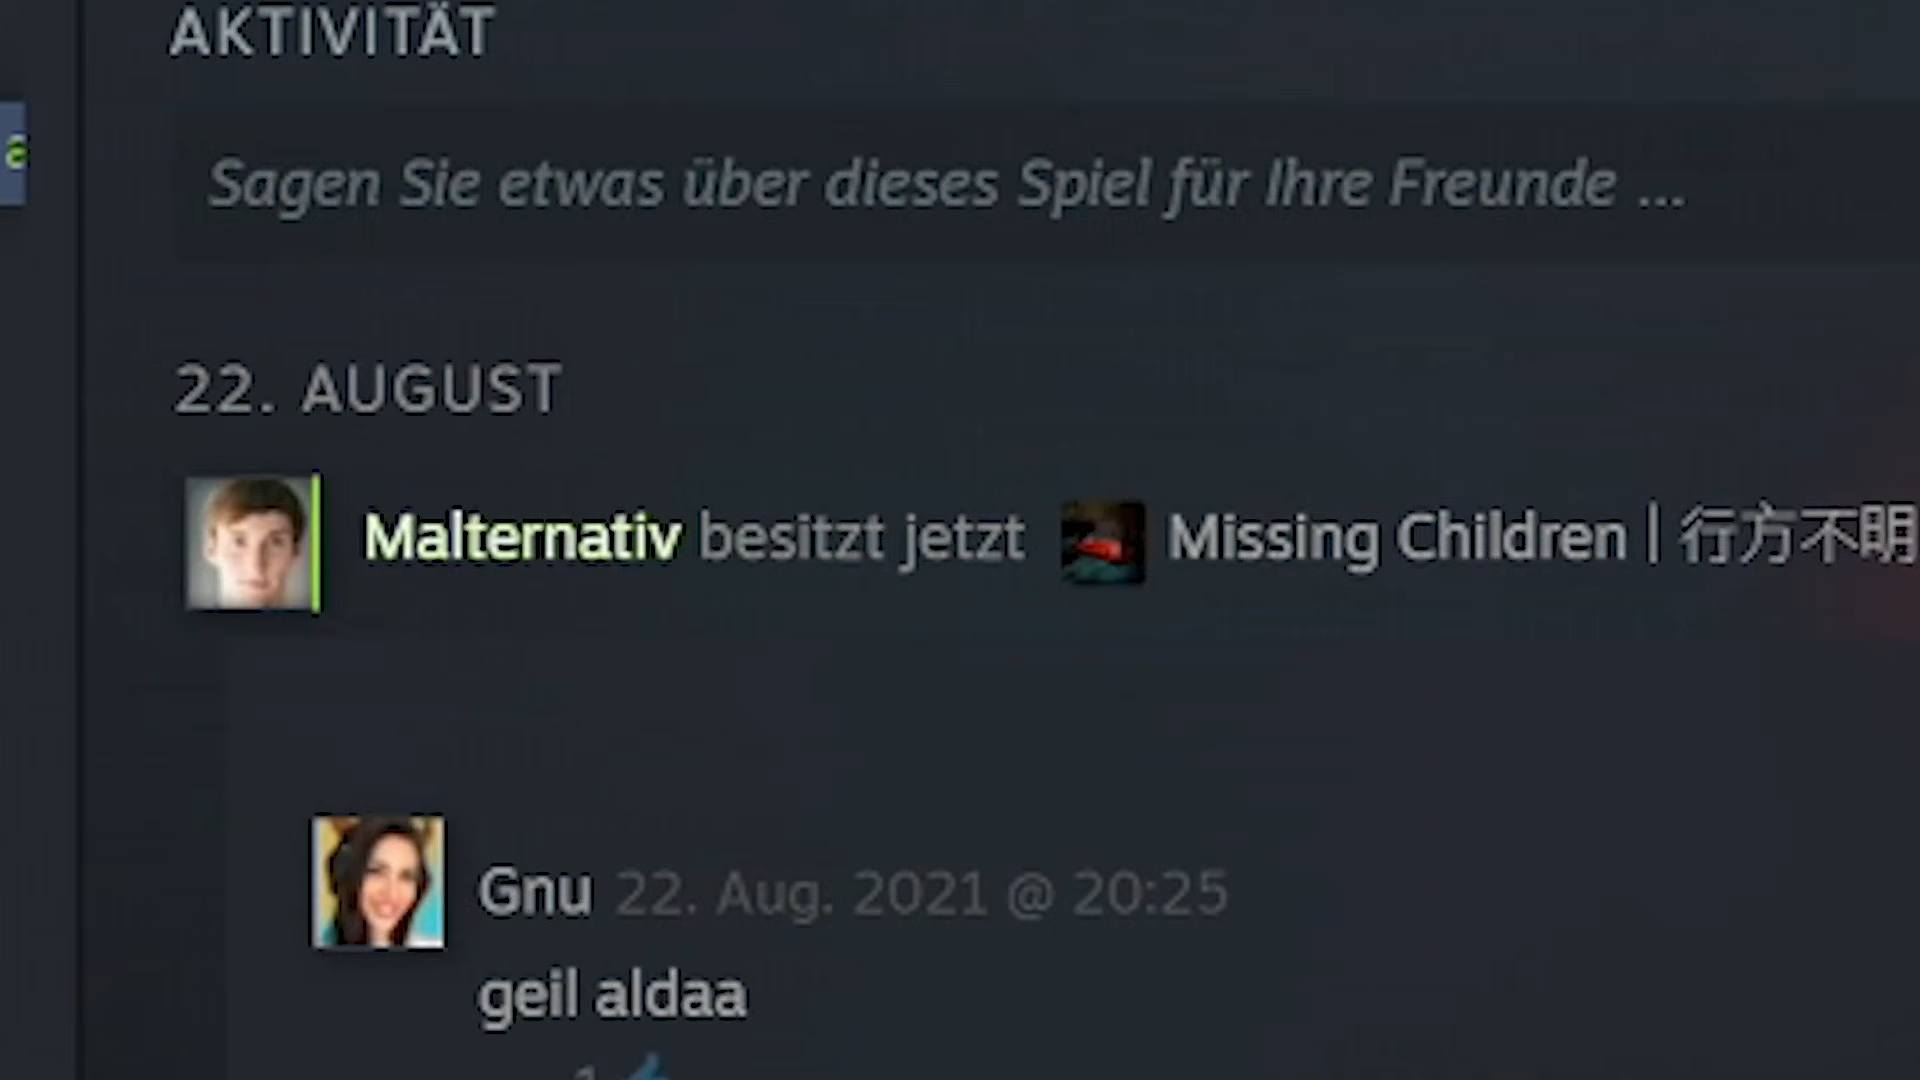 AKTIVITÄT
a
Sagen Sie etwas über dieses Spiel für Ihre Freunde ...
22. AUGUST
Malternativ besitzt jetzt Missing Children | 行方不明
Gnu 22. Aug. 2021 @ 20:25
geil aldaa
1